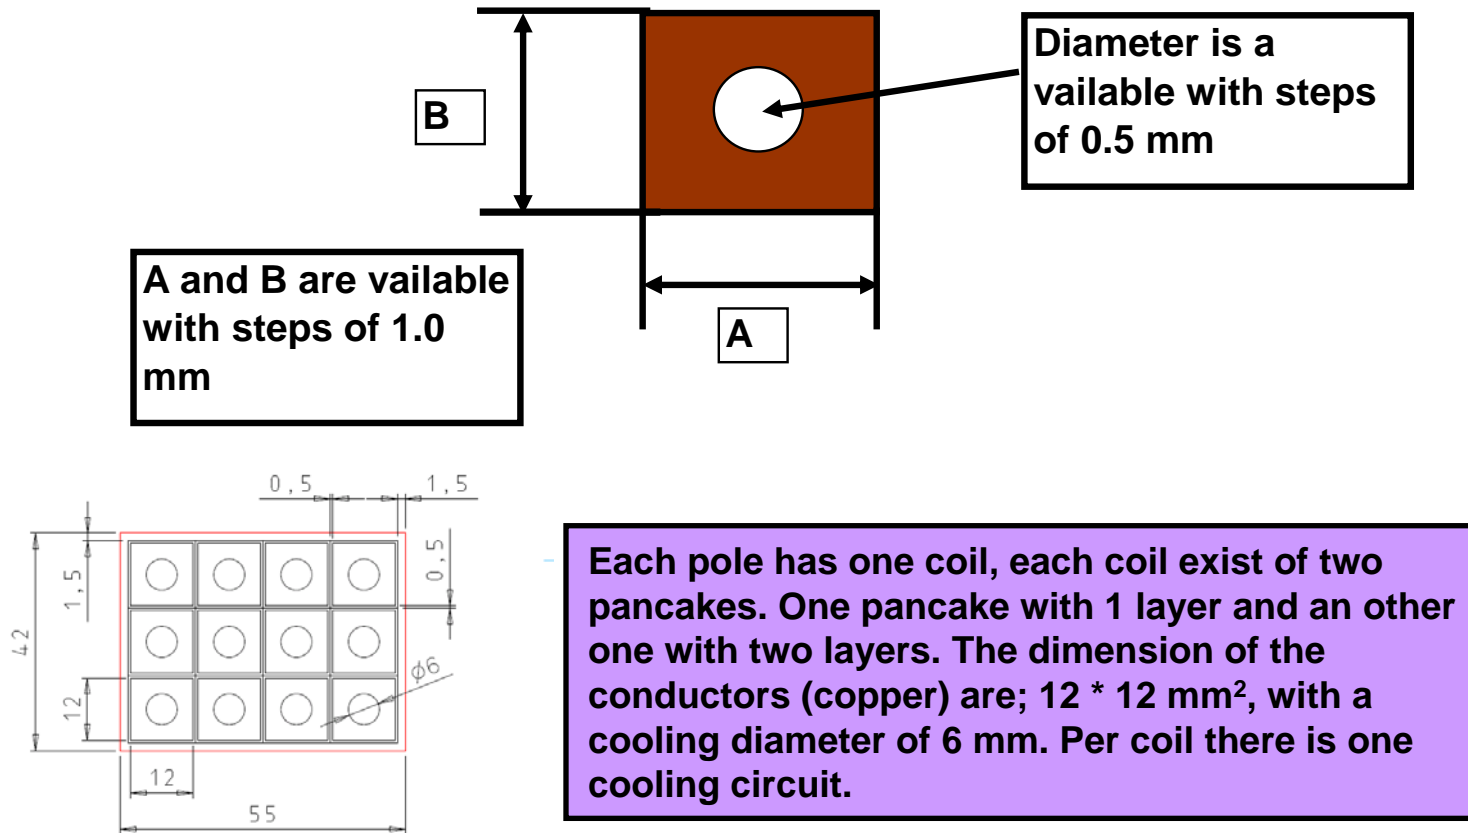 B
Diameter is a
vailable with steps
of 0.5 mm
A and B are vailable
with steps of 1.0
mm
A
0,5
1,5
1,5
0,5
42
12
ϕ6
12
55
Each pole has one coil, each coil exist of two
pancakes. One pancake with 1 layer and an other
one with two layers. The dimension of the
conductors (copper) are; 12 * 12 mm², with a
cooling diameter of 6 mm. Per coil there is one
cooling circuit.